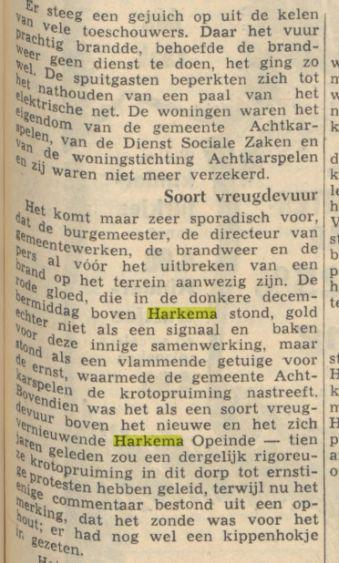 Er steeg een gejuich op uit de kelen
van vele toeschouwers. Daar het vuur
prachtig brandde, behoefde de brand-
weer geen dienst te doen, het ging zo
wel. De spuitgasten beperkten zich tot
het nathouden van een paal van het
elektrische net. De woningen waren het
eigendom van de gemeente Achtkar-
spelen, van de Dienst Sociale Zaken en
van de woningstichting Achtkarspelen
en zij waren niet meer verzekerd.
Soort vreugdevuur
Het komt maar zeer sporadisch voor,
dat de burgemeester, de directeur van
gemeentewerken, de brandweer en de
pers al vóór het uitbreken van een
brand op het terrein aanwezig zijn. De
rode gloed, die in de donkere decem-
bermiddag boven Harkema stond, gold
echter niet als een signaal en baken
voor deze innige samenwerking, maar
stond als een vlammende getuige voor
de ernst, waarmede de gemeente Acht-
karspelen de krotopruiming nastreeft.
Bovendien was het als een soort vreug-
devuur boven het nieuwe en het zich
vernieuwende Harkema Opeinde — tien
jaren geleden zou een dergelijk rigoreu-
ze krotopruiming in dit dorp tot ernsti-
ge protesten hebben geleid, terwijl nu het
enige commentaar bestond uit een op-
merking, dat het zonde was voor het
hout; er had nog wel een kippenhokje
in gezeten.